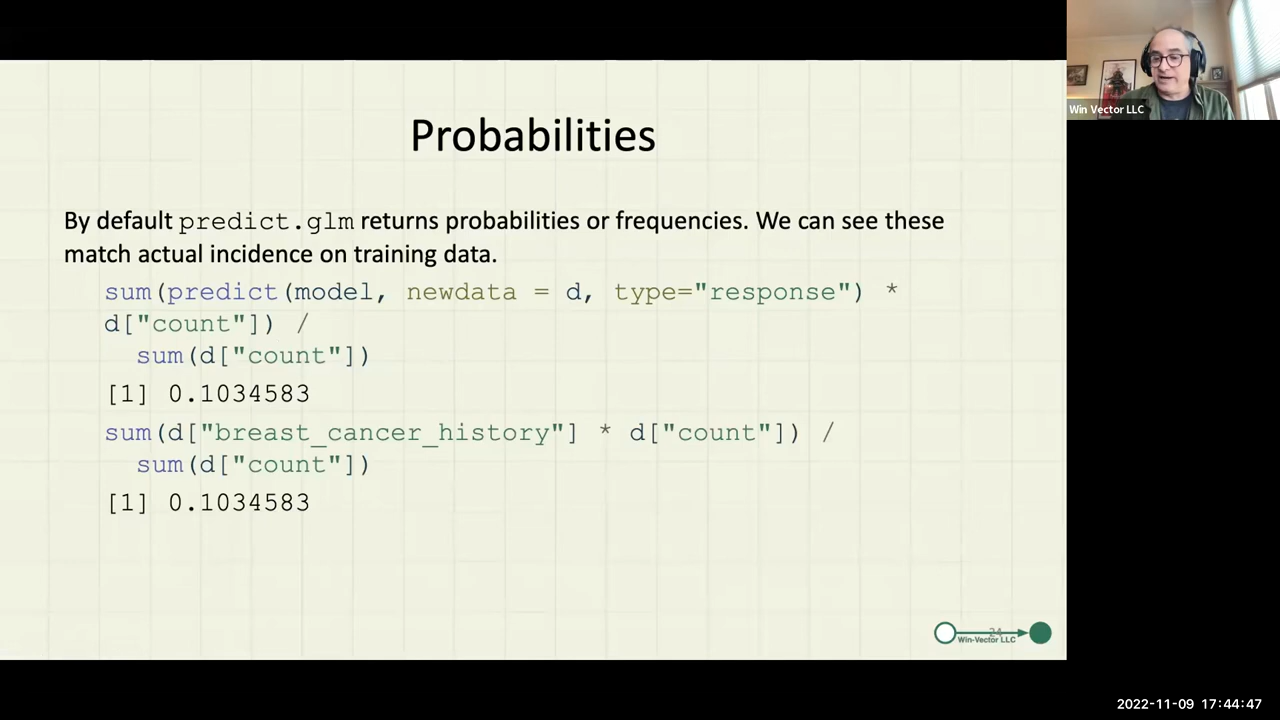 Probabilities
By default predict.glm returns probabilities or frequencies. We can see these
match actual incidence on training data.
sum(predict(model, newdata = d, type="response") *
d["count"]) /
sum(d["count"])
[1] 0.1034583
sum(d["breast_cancer_history"] * d["count"]) /
sum(d["count"])
[1] 0.1034583
24
Win-Vector LLC
Win Vector LLC
2022-11-09 17:44:47